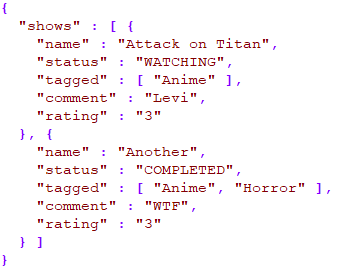 {
  "shows" : [ {
    "name" : "Attack on Titan",
    "status" : "WATCHING",
    "tagged" : [ "Anime" ],
    "comment" : "Levi",
    "rating" : "3"
  }, {
    "name" : "Another",
    "status" : "COMPLETED",
    "tagged" : [ "Anime", "Horror" ],
    "comment" : "WTF",
    "rating" : "3"
  } ]
}